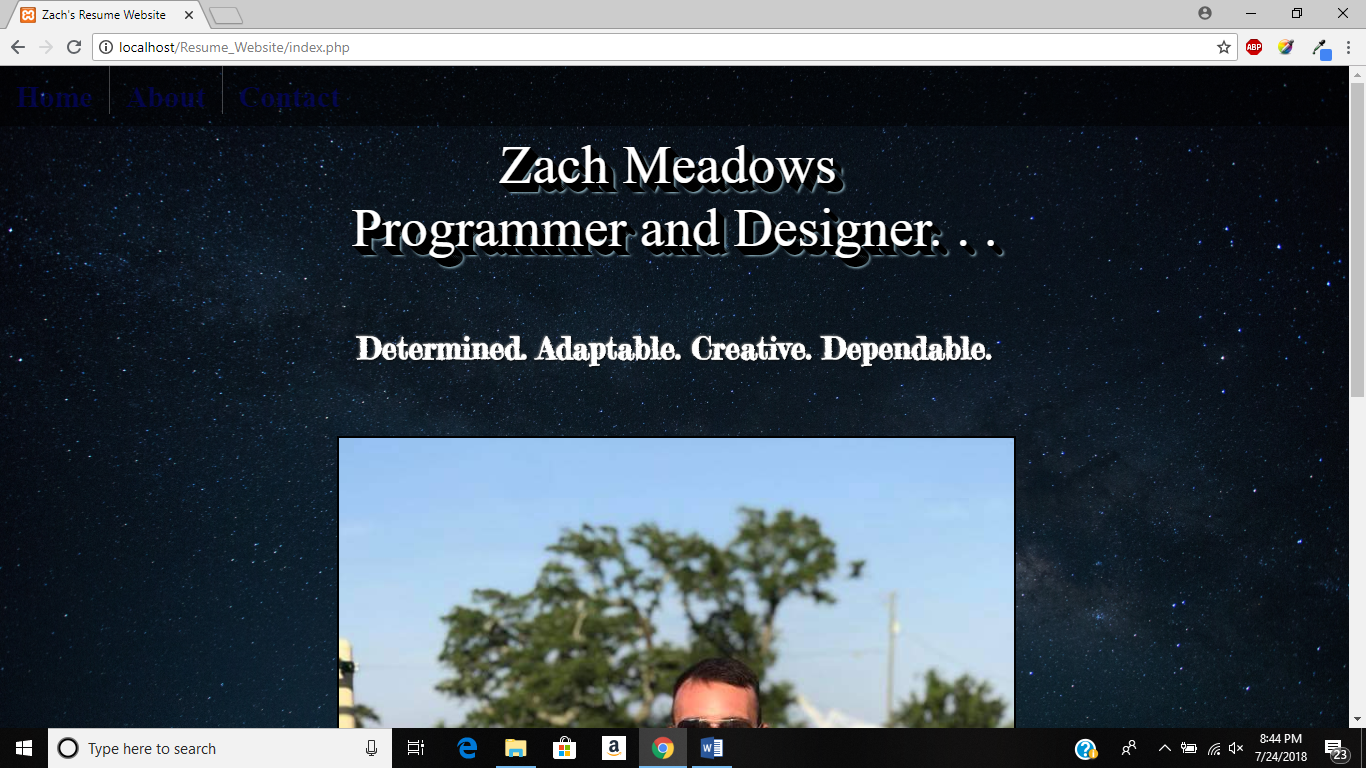 Zach's Resume Website
localhost/Resume_Website/index.php
ABP
Home About Contact
Zach Meadows
Programmer and Designer. . .
Determined. Adaptable. Creative. Dependable.
Type here to search
8:44 PM
7/24/2018
23